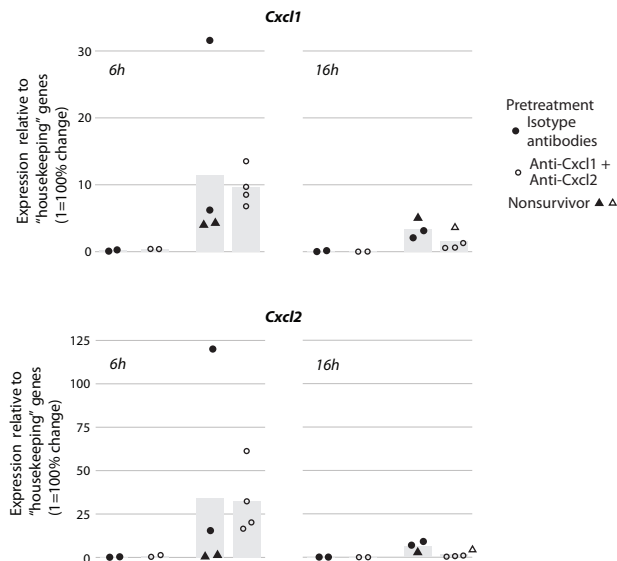 Cxcl1
Expression relative to
"housekeeping" genes
(1=100% change)
30
20
10
0
6h
16h
Pretreatment
● Isotype
antibodies
○ Anti-Cxcl1 +
Anti-Cxcl2
Nonsurvivor ▲ △
Cxcl2
Expression relative to
"housekeeping" genes
(1=100% change)
125
100
75
50
25
0
6h
16h